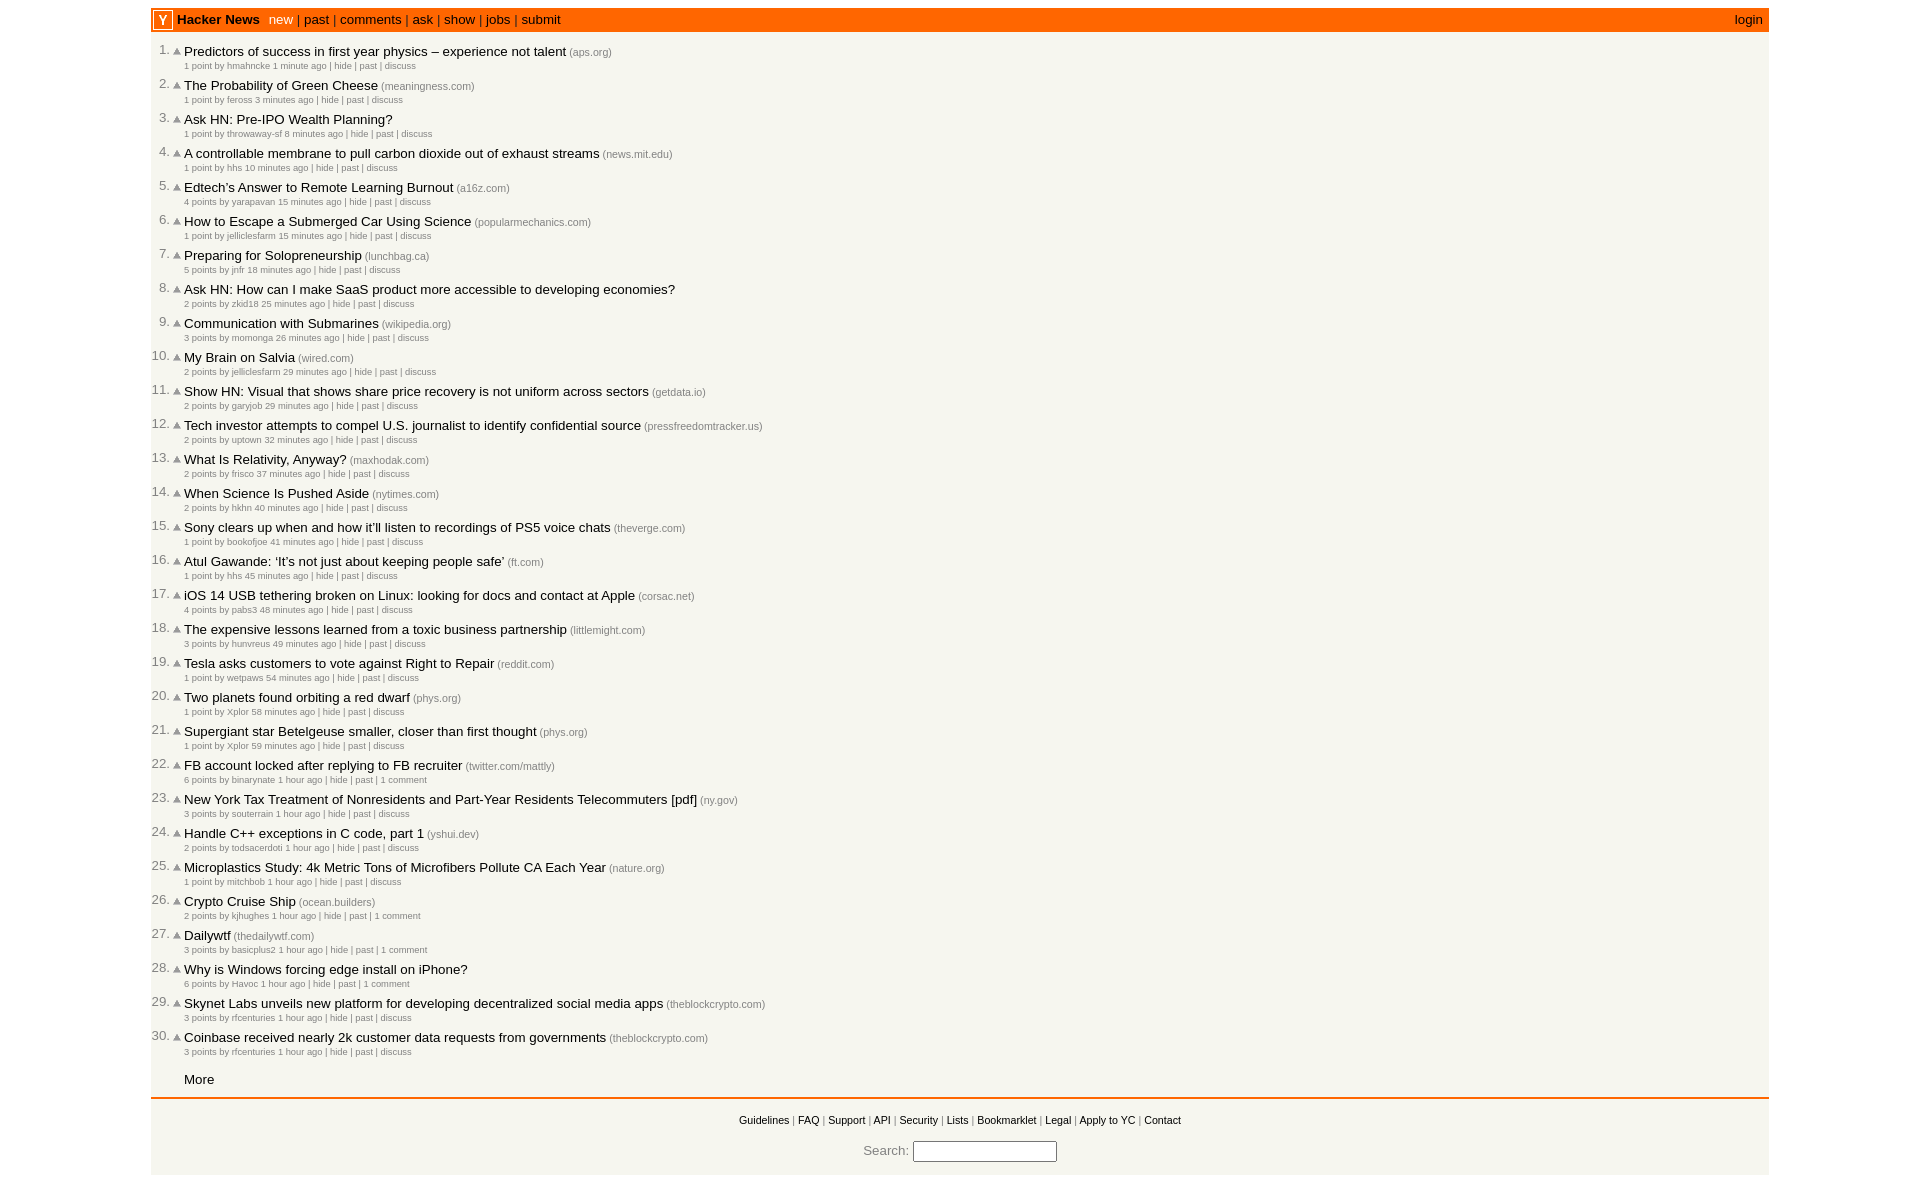 Y Hacker News new | past | comments | ask | show | jobs | submit login
1. Predictors of success in first year physics – experience not talent (aps.org)
1 point by hmahncke 1 minute ago | hide | past | discuss
2. The Probability of Green Cheese (meaningness.com)
1 point by feross 3 minutes ago | hide | past | discuss
3. Ask HN: Pre-IPO Wealth Planning?
1 point by throwaway-sf 8 minutes ago | hide | past | discuss
4. A controllable membrane to pull carbon dioxide out of exhaust streams (news.mit.edu)
1 point by hhs 10 minutes ago | hide | past | discuss
5. Edtech’s Answer to Remote Learning Burnout (a16z.com)
4 points by yarapavan 15 minutes ago | hide | past | discuss
6. How to Escape a Submerged Car Using Science (popularmechanics.com)
1 point by jelliclesfarm 15 minutes ago | hide | past | discuss
7. Preparing for Solopreneurship (lunchbag.ca)
5 points by jnfr 18 minutes ago | hide | past | discuss
8. Ask HN: How can I make SaaS product more accessible to developing economies?
2 points by zkid18 25 minutes ago | hide | past | discuss
9. Communication with Submarines (wikipedia.org)
3 points by momonga 26 minutes ago | hide | past | discuss
10. My Brain on Salvia (wired.com)
2 points by jelliclesfarm 29 minutes ago | hide | past | discuss
11. Show HN: Visual that shows share price recovery is not uniform across sectors (getdata.io)
2 points by garyjob 29 minutes ago | hide | past | discuss
12. Tech investor attempts to compel U.S. journalist to identify confidential source (pressfreedomtracker.us)
2 points by uptown 32 minutes ago | hide | past | discuss
13. What Is Relativity, Anyway? (maxhodak.com)
2 points by frisco 37 minutes ago | hide | past | discuss
14. When Science Is Pushed Aside (nytimes.com)
2 points by hkhn 40 minutes ago | hide | past | discuss
15. Sony clears up when and how it’ll listen to recordings of PS5 voice chats (theverge.com)
1 point by bookofjoe 41 minutes ago | hide | past | discuss
16. Atul Gawande: ‘It’s not just about keeping people safe’ (ft.com)
1 point by hhs 45 minutes ago | hide | past | discuss
17. iOS 14 USB tethering broken on Linux: looking for docs and contact at Apple (corsac.net)
4 points by pabs3 48 minutes ago | hide | past | discuss
18. The expensive lessons learned from a toxic business partnership (littlemight.com)
3 points by hunvreus 49 minutes ago | hide | past | discuss
19. Tesla asks customers to vote against Right to Repair (reddit.com)
1 point by wetpaws 54 minutes ago | hide | past | discuss
20. Two planets found orbiting a red dwarf (phys.org)
1 point by Xplor 58 minutes ago | hide | past | discuss
21. Supergiant star Betelgeuse smaller, closer than first thought (phys.org)
1 point by Xplor 59 minutes ago | hide | past | discuss
22. FB account locked after replying to FB recruiter (twitter.com/mattly)
6 points by binarynate 1 hour ago | hide | past | 1 comment
23. New York Tax Treatment of Nonresidents and Part-Year Residents Telecommuters [pdf] (ny.gov)
3 points by souterrain 1 hour ago | hide | past | discuss
24. Handle C++ exceptions in C code, part 1 (yshui.dev)
2 points by todsacerdoti 1 hour ago | hide | past | discuss
25. Microplastics Study: 4k Metric Tons of Microfibers Pollute CA Each Year (nature.org)
1 point by mitchbob 1 hour ago | hide | past | discuss
26. Crypto Cruise Ship (ocean.builders)
2 points by kjhughes 1 hour ago | hide | past | 1 comment
27. Dailywtf (thedailywtf.com)
3 points by basicplus2 1 hour ago | hide | past | 1 comment
28. Why is Windows forcing edge install on iPhone?
6 points by Havoc 1 hour ago | hide | past | 1 comment
29. Skynet Labs unveils new platform for developing decentralized social media apps (theblockcrypto.com)
3 points by rfcenturies 1 hour ago | hide | past | discuss
30. Coinbase received nearly 2k customer data requests from governments (theblockcrypto.com)
3 points by rfcenturies 1 hour ago | hide | past | discuss
More
Guidelines | FAQ | Support | API | Security | Lists | Bookmarklet | Legal | Apply to YC | Contact
Search: